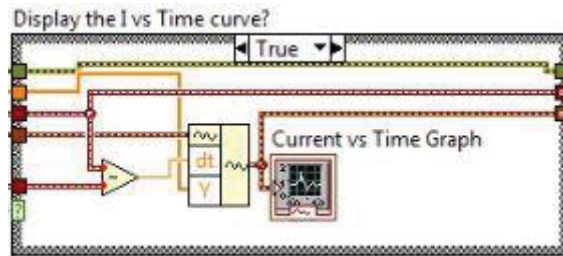 Display the I vs Time curve?
True
Current vs Time Graph
dt
Y
?